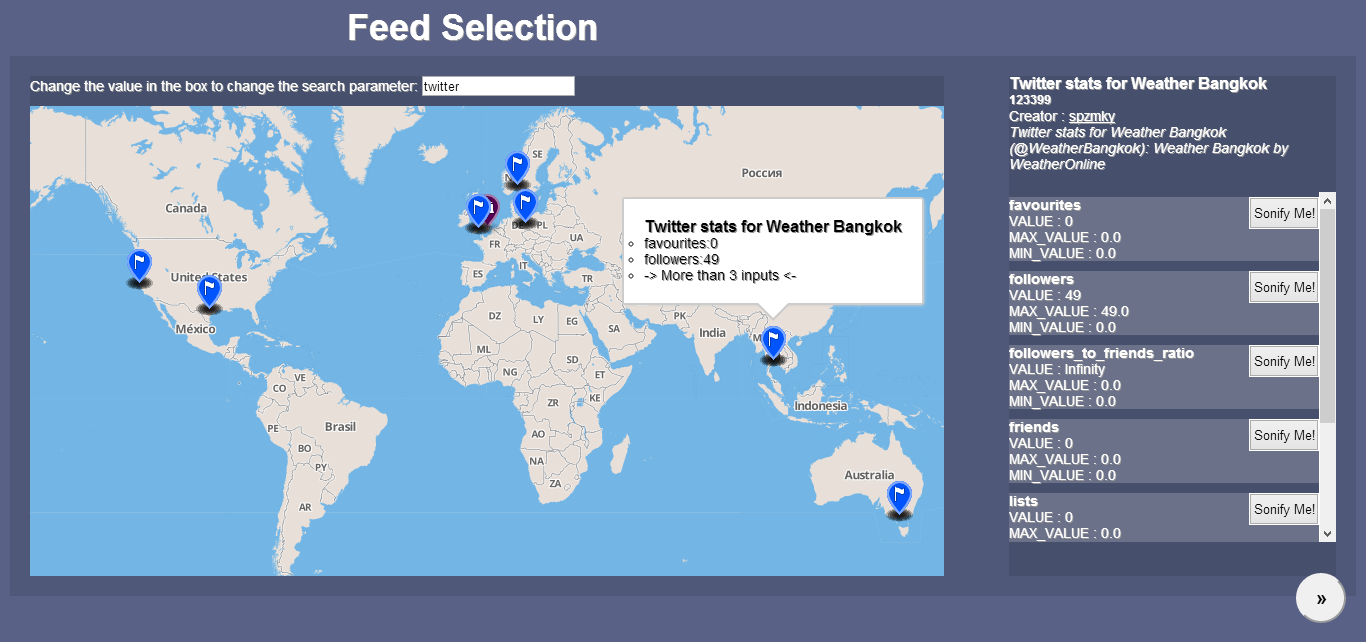 Feed Selection
Change the value in the box to change the search parameter: twitter
Twitter stats for Weather Bangkok
123399
Creator : spzmky
Twitter stats for Weather Bangkok
(@WeatherBangkok): Weather Bangkok by
WeatherOnline
favourites
VALUE : 0
MAX_VALUE : 0.0
MIN_VALUE : 0.0
Sonify Me!
followers
VALUE : 49
MAX_VALUE : 49.0
MIN_VALUE : 0.0
Sonify Me!
followers_to_friends_ratio
VALUE : Infinity
MAX_VALUE : 0.0
MIN_VALUE : 0.0
Sonify Me!
friends
VALUE : 0
MAX_VALUE : 0.0
MIN_VALUE : 0.0
Sonify Me!
lists
VALUE : 0
MAX_VALUE : 0.0
Sonify Me!
»
Twitter stats for Weather Bangkok
favourites:0
followers:49
-> More than 3 inputs <-
SE
Россия
Canada
PL
FR
UA
United States
ES
IT
TR
México
DZ
LY
EG
SA
PK
India
ML
SD
NG
ET
VE
CO
ZR
KE
Indonesia
PE
Brasil
AO
BO
PY
NA
ZA
Australia
AR